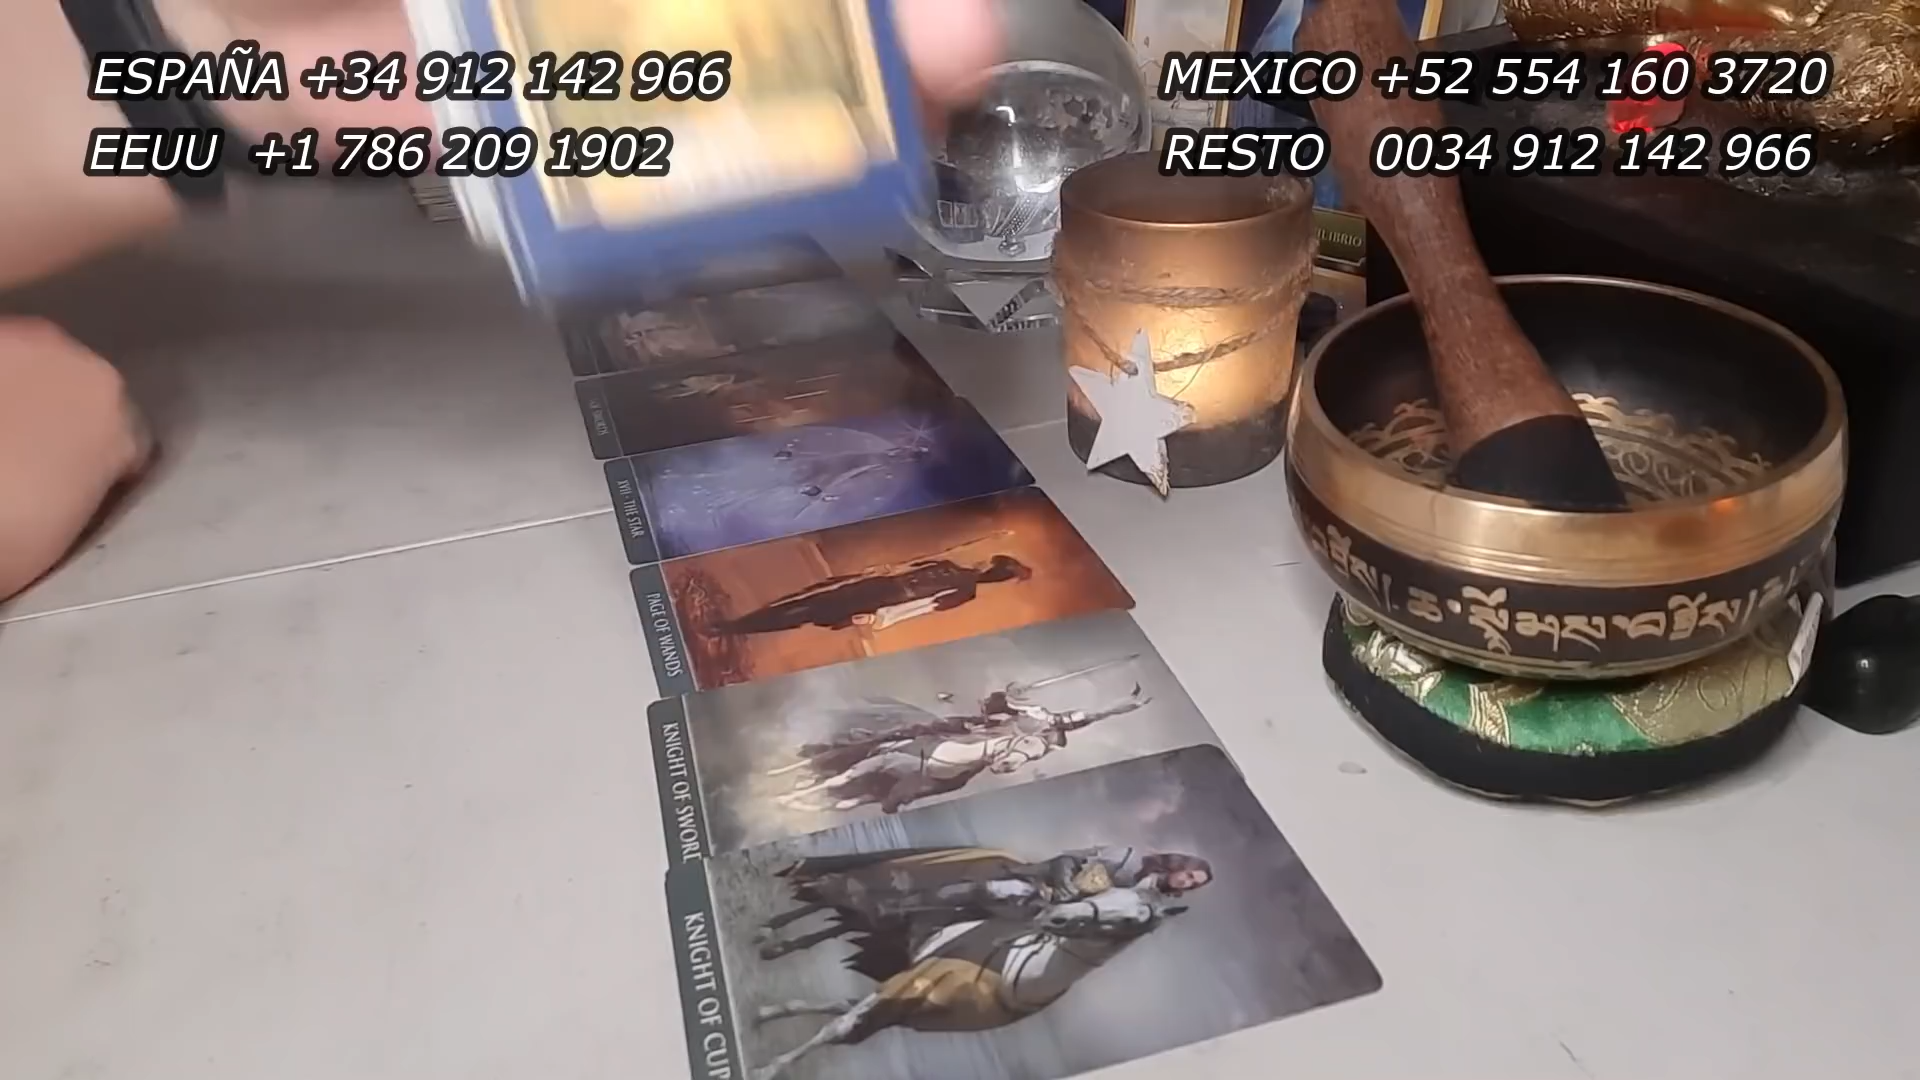 ESPAÑA +34 912 142 966
EEUU +1 786 209 1902
MEXICO +52 554 160 3720
RESTO 0034 912 142 966
XVII • THE STAR
PAGE OF WANDS
KNIGHT OF SWORD
KNIGHT OF CUP